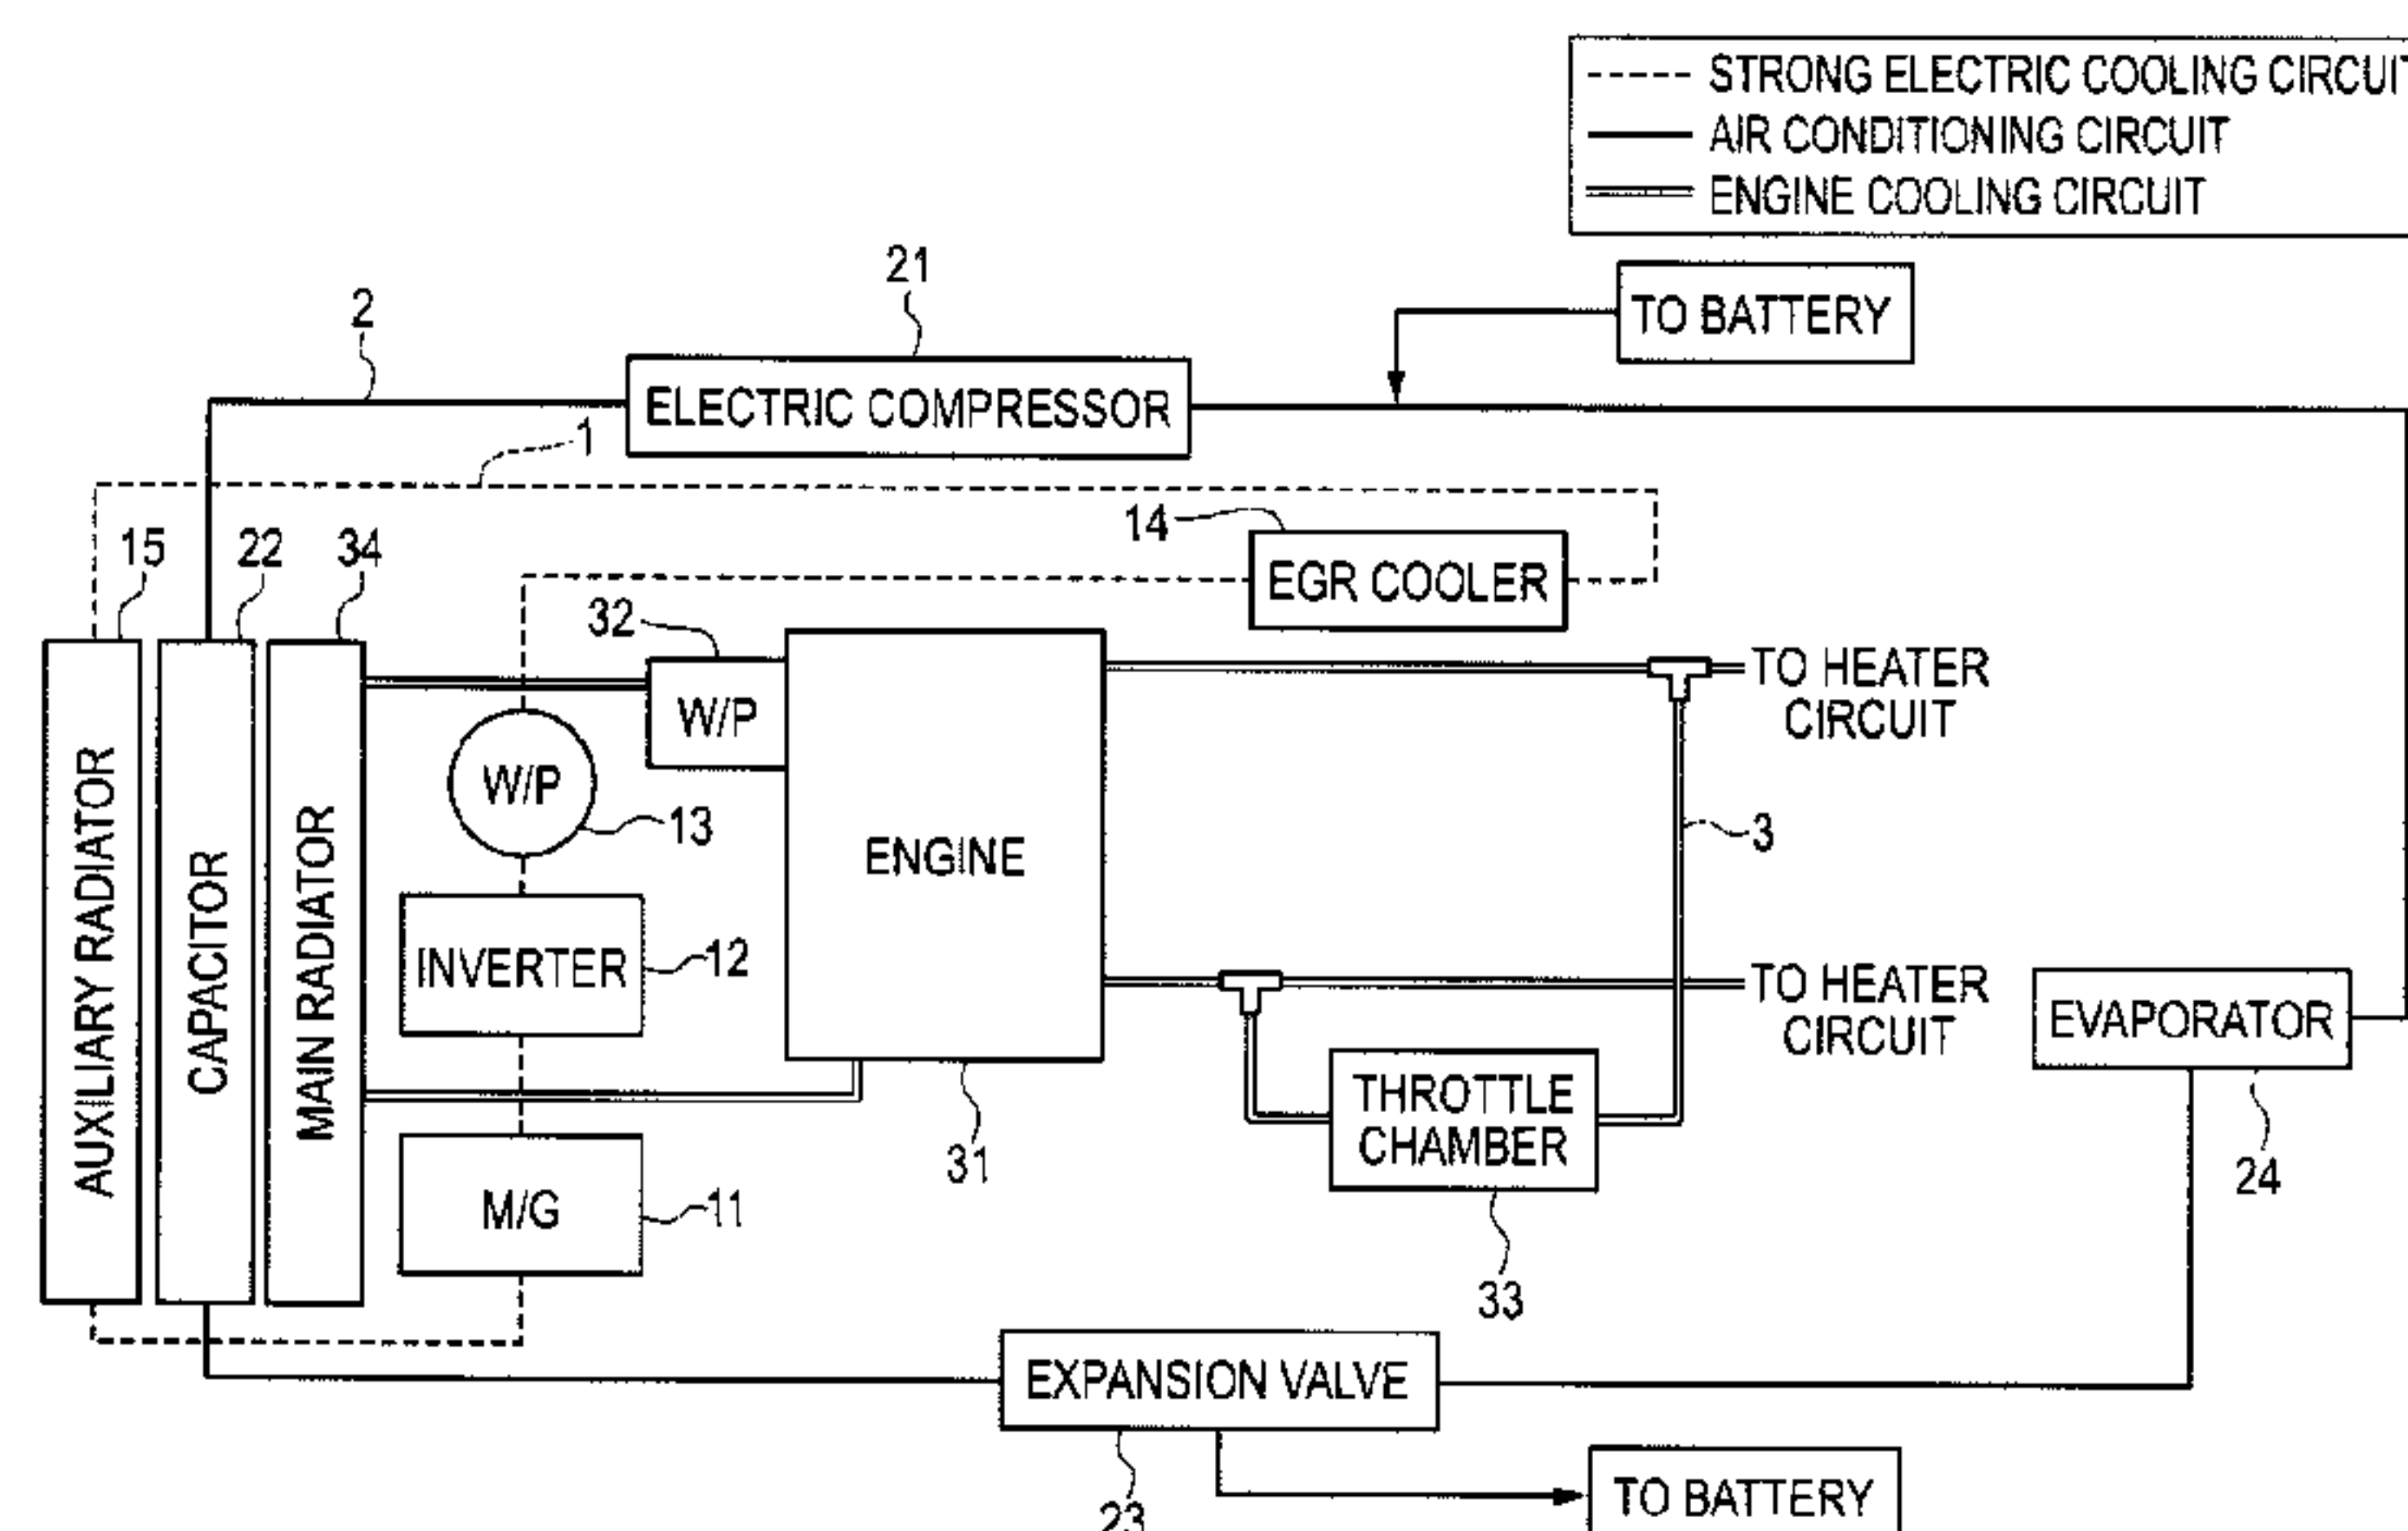 STRONG ELECTRIC COOLING CIRCUIT
AIR CONDITIONING CIRCUIT
ENGINE COOLING CIRCUIT
21
TO BATTERY
2
ELECTRIC COMPRESSOR
1
14
15
22
34
EGR COOLER
32
TO HEATER
CIRCUIT
W/P
W/P
13
3
ENGINE
AUXILIARY RADIATOR
CAPACITOR
MAIN RADIATOR
INVERTER
12
TO HEATER
CIRCUIT
EVAPORATOR
THROTTLE
CHAMBER
31
24
M/G
11
33
EXPANSION VALVE
23
TO BATTERY